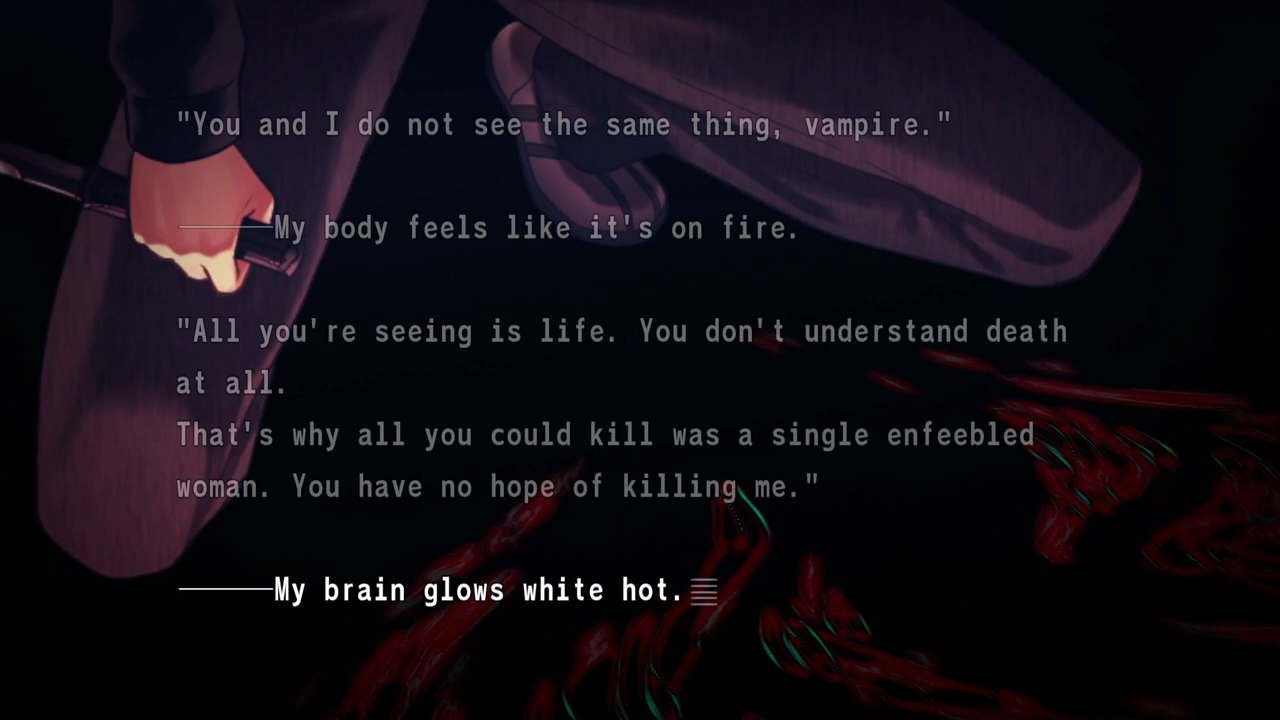 "You and I do not see the same thing, vampire."
———My body feels like it's on fire.
"All you're seeing is life. You don't understand death
at all.
That's why all you could kill was a single enfeebled
woman. You have no hope of killing me."
———My brain glows white hot.